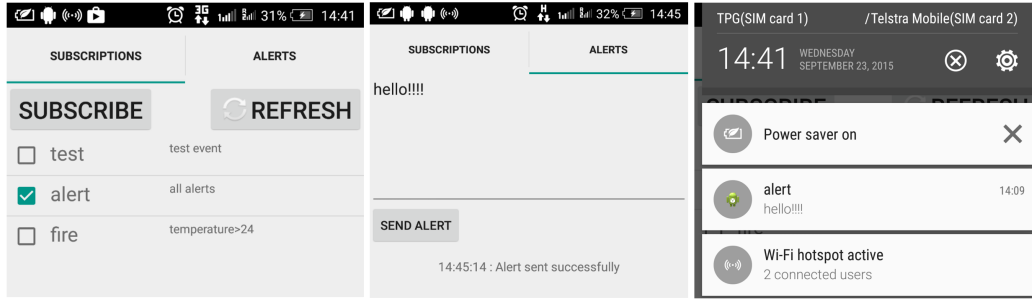 31% 14:41
SUBSCRIPTIONS ALERTS
SUBSCRIBE REFRESH
test test event
alert all alerts
fire temperature>24
32% 14:45
SUBSCRIPTIONS ALERTS
hello!!!!
SEND ALERT
14:45:14 : Alert sent successfully
TPG(SIM card 1) /Telstra Mobile(SIM card 2)
14:41 WEDNESDAY
SEPTEMBER 23, 2015
Power saver on
alert 14:09
hello!!!!
Wi-Fi hotspot active
2 connected users